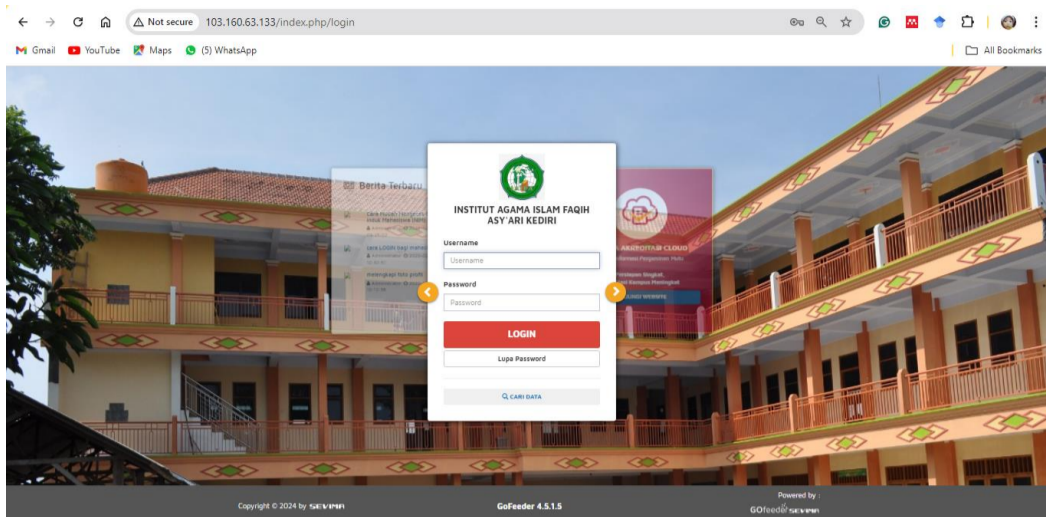 Not secure 103.160.63.133/index.php/login
Gmail YouTube Maps (5) WhatsApp All Bookmarks
Berita Terbaru
INSTITUT AGAMA ISLAM FAQIH
ASY'ARI KEDIRI
Username
Username
Password
Password
LOGIN
Lupa Password
CARI DATA
CLOUD
Copyright © 2024 by SEVIMA
GoFeeder 4.5.1.5
Powered by :
GOfeeder SEVIMA